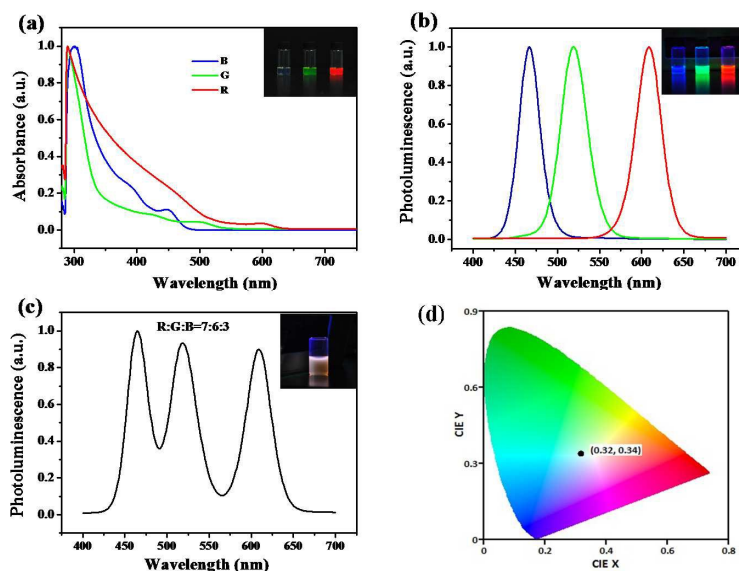 (a)
Absorbance (a.u.)
1.0
0.8
0.6
0.4
0.2
0.0
B
G
R
300 400 500 600 700
Wavelength (nm)
(b)
Photoluminescence (a.u.)
1.0
0.8
0.6
0.4
0.2
0.0
400 450 500 550 600 650 700
Wavelength (nm)
(c)
Photoluminescence (a.u.)
R:G:B=7:6:3
1.0
0.8
0.6
0.4
0.2
0.0
400 450 500 550 600 650 700
Wavelength (nm)
(d)
CIE Y
0.9
0.6
0.3
0
(0.32, 0.34)
0 0.2 0.4 0.6 0.8
CIE X